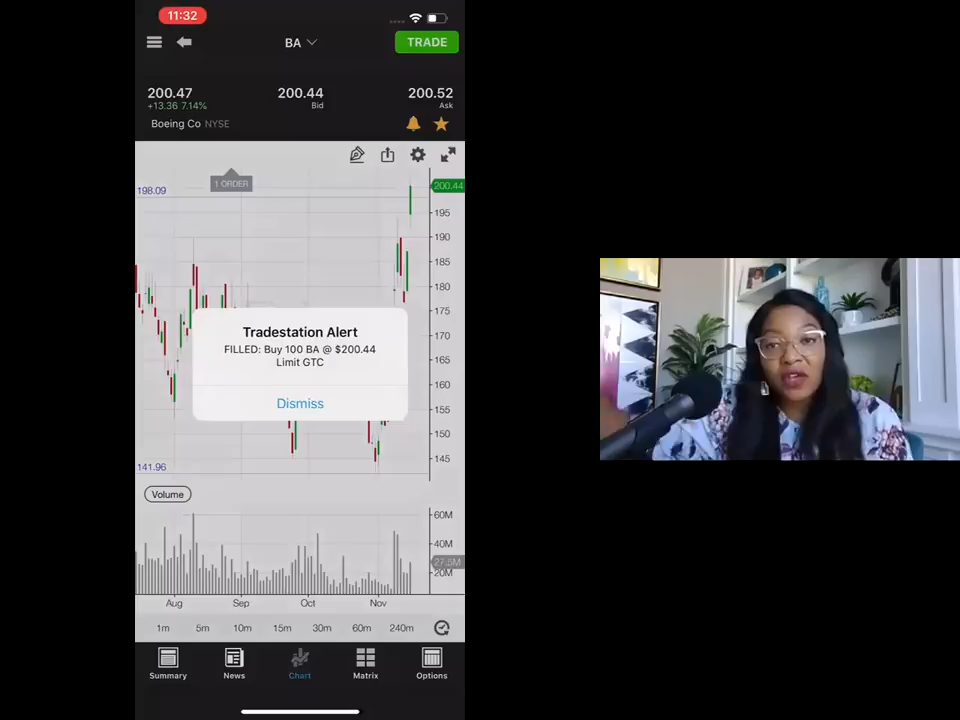 11:32
BA
TRADE
200.47
200.44
200.52
+13.36 7.14%
Bid
Ask
Boeing Co NYSE
1 ORDER
198.09
200.44
195
190
185
180
175
170
165
160
155
150
145
Tradestation Alert
FILLED: Buy 100 BA @ $200.44
Limit GTC
Dismiss
141.96
Volume
60M
40M
27.5M
20M
Aug
Sep
Oct
Nov
1m
5m
10m
15m
30m
60m
240m
Summary
News
Chart
Matrix
Options